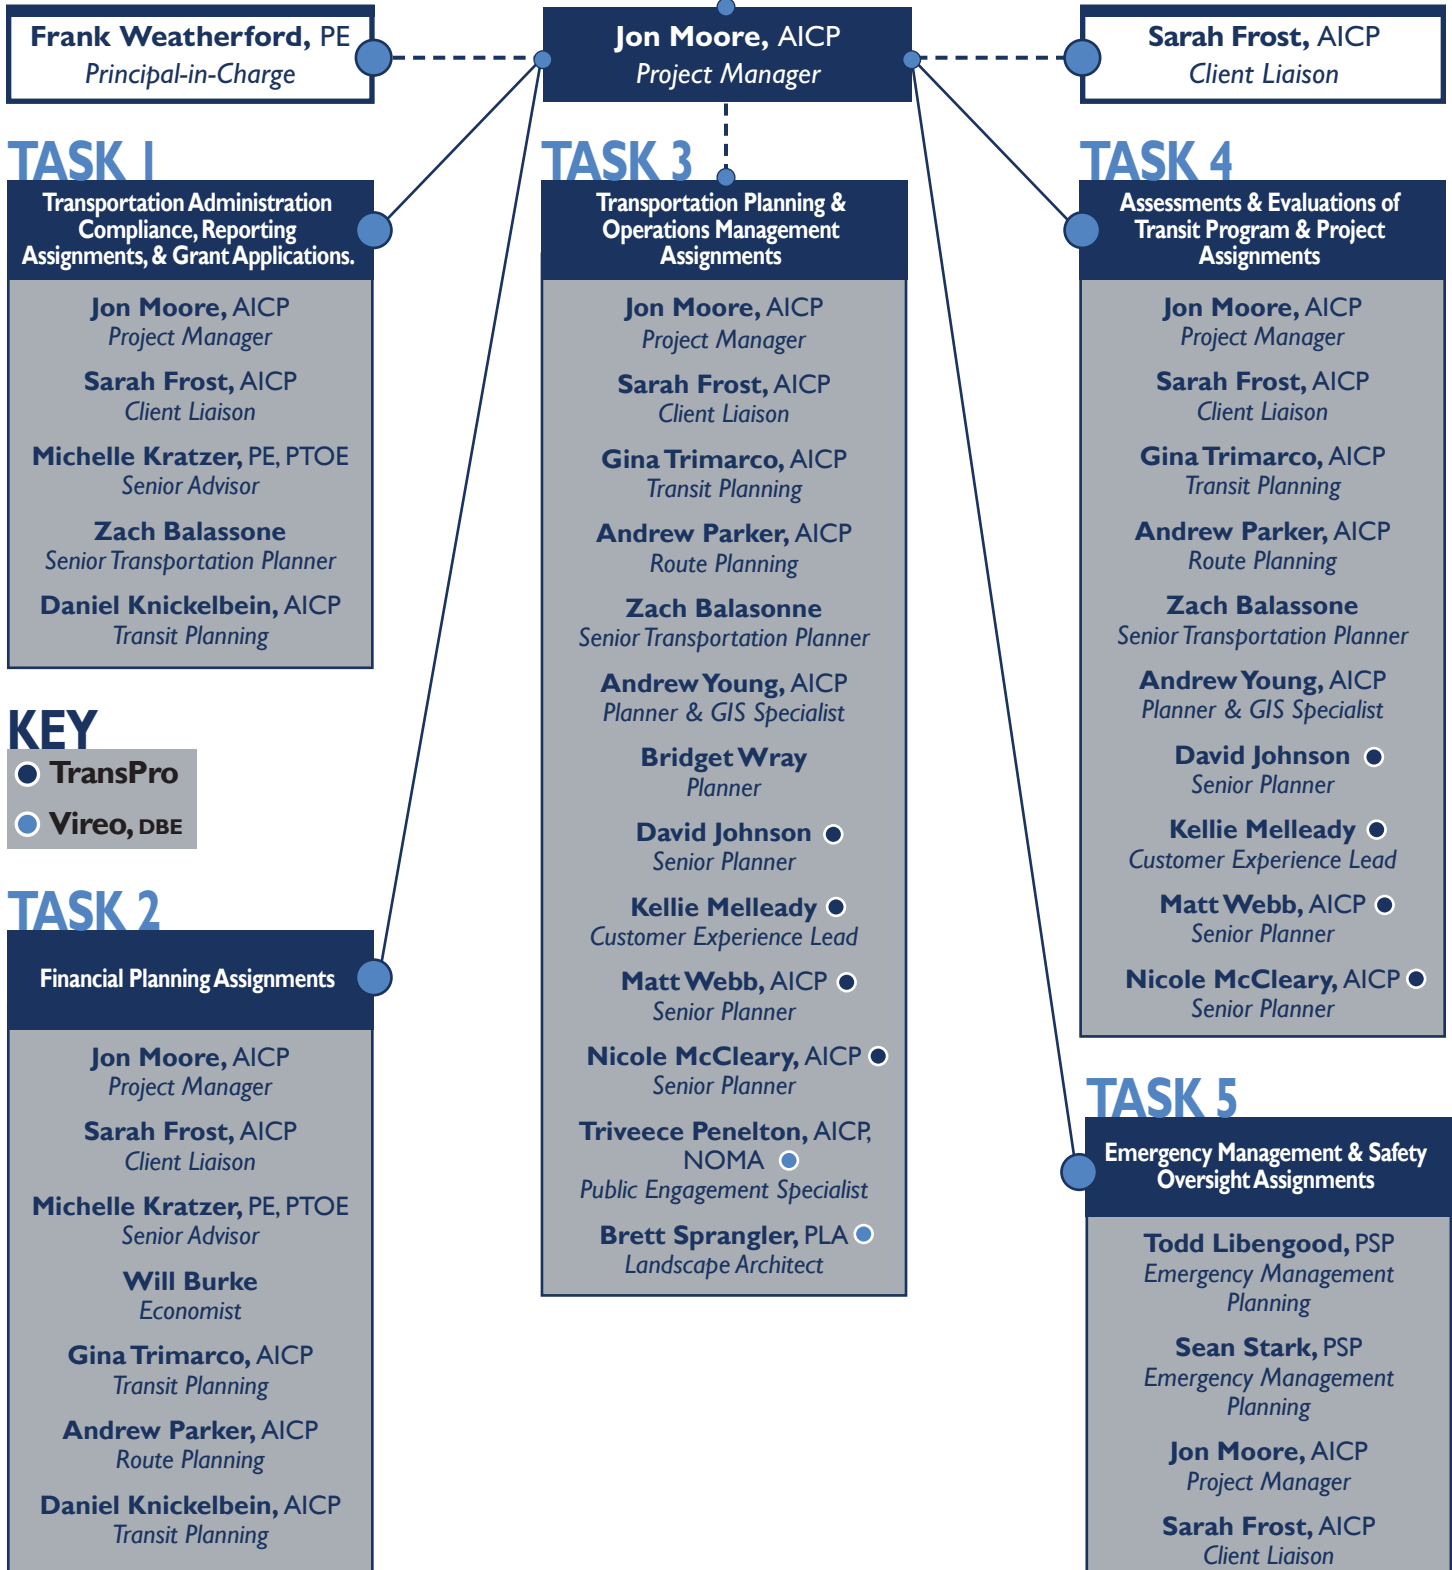 Frank Weatherford, PE
Principal-in-Charge
Jon Moore, AICP
Project Manager
Sarah Frost, AICP
Client Liaison
TASK 1
Transportation Administration
Compliance, Reporting
Assignments, & Grant Applications.
Jon Moore, AICP
Project Manager
Sarah Frost, AICP
Client Liaison
Michelle Kratzer, PE, PTOE
Senior Advisor
Zach Balassone
Senior Transportation Planner
Daniel Knickelbein, AICP
Transit Planning
KEY
TransPro
Vireo, DBE
TASK 2
Financial Planning Assignments
Jon Moore, AICP
Project Manager
Sarah Frost, AICP
Client Liaison
Michelle Kratzer, PE, PTOE
Senior Advisor
Will Burke
Economist
Gina Trimarco, AICP
Transit Planning
Andrew Parker, AICP
Route Planning
Daniel Knickelbein, AICP
Transit Planning
TASK 3
Transportation Planning &
Operations Management
Assignments
Jon Moore, AICP
Project Manager
Sarah Frost, AICP
Client Liaison
Gina Trimarco, AICP
Transit Planning
Andrew Parker, AICP
Route Planning
Zach Balasonne
Senior Transportation Planner
Andrew Young, AICP
Planner & GIS Specialist
Bridget Wray
Planner
David Johnson
Senior Planner
Kellie Melleady
Customer Experience Lead
Matt Webb, AICP
Senior Planner
Nicole McCleary, AICP
Senior Planner
Triveece Penelton, AICP,
NOMA
Public Engagement Specialist
Brett Sprangler, PLA
Landscape Architect
TASK 4
Assessments & Evaluations of
Transit Program & Project
Assignments
Jon Moore, AICP
Project Manager
Sarah Frost, AICP
Client Liaison
Gina Trimarco, AICP
Transit Planning
Andrew Parker, AICP
Route Planning
Zach Balassone
Senior Transportation Planner
Andrew Young, AICP
Planner & GIS Specialist
David Johnson
Senior Planner
Kellie Melleady
Customer Experience Lead
Matt Webb, AICP
Senior Planner
Nicole McCleary, AICP
Senior Planner
TASK 5
Emergency Management & Safety
Oversight Assignments
Todd Libengood, PSP
Emergency Management
Planning
Sean Stark, PSP
Emergency Management
Planning
Jon Moore, AICP
Project Manager
Sarah Frost, AICP
Client Liaison